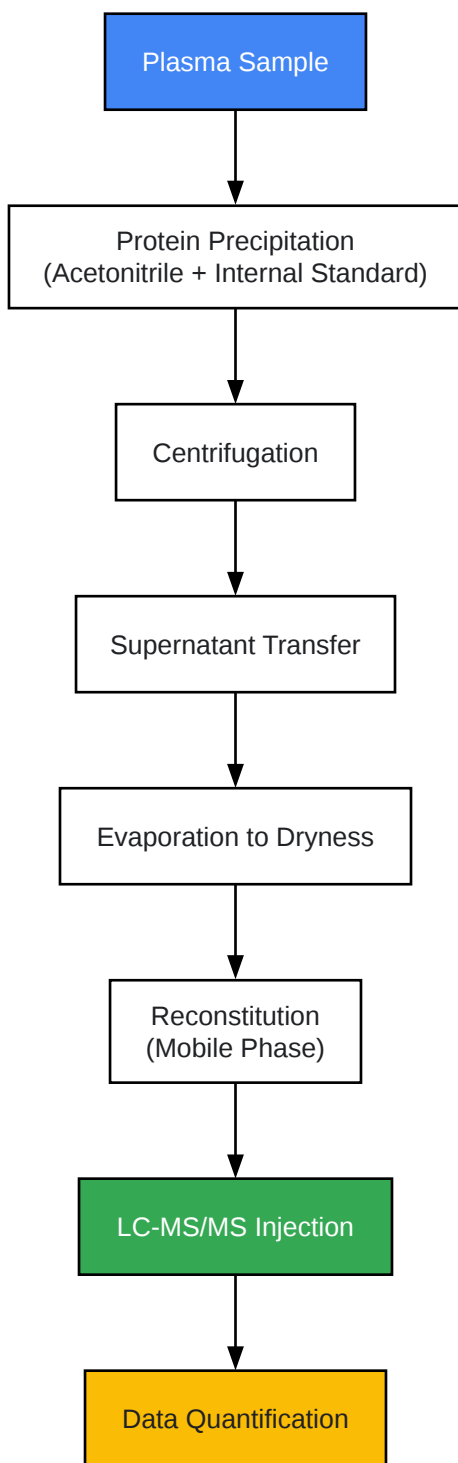 Plasma Sample
Protein Precipitation
(Acetonitrile + Internal Standard)
Centrifugation
Supernatant Transfer
Evaporation to Dryness
Reconstitution
(Mobile Phase)
LC-MS/MS Injection
Data Quantification